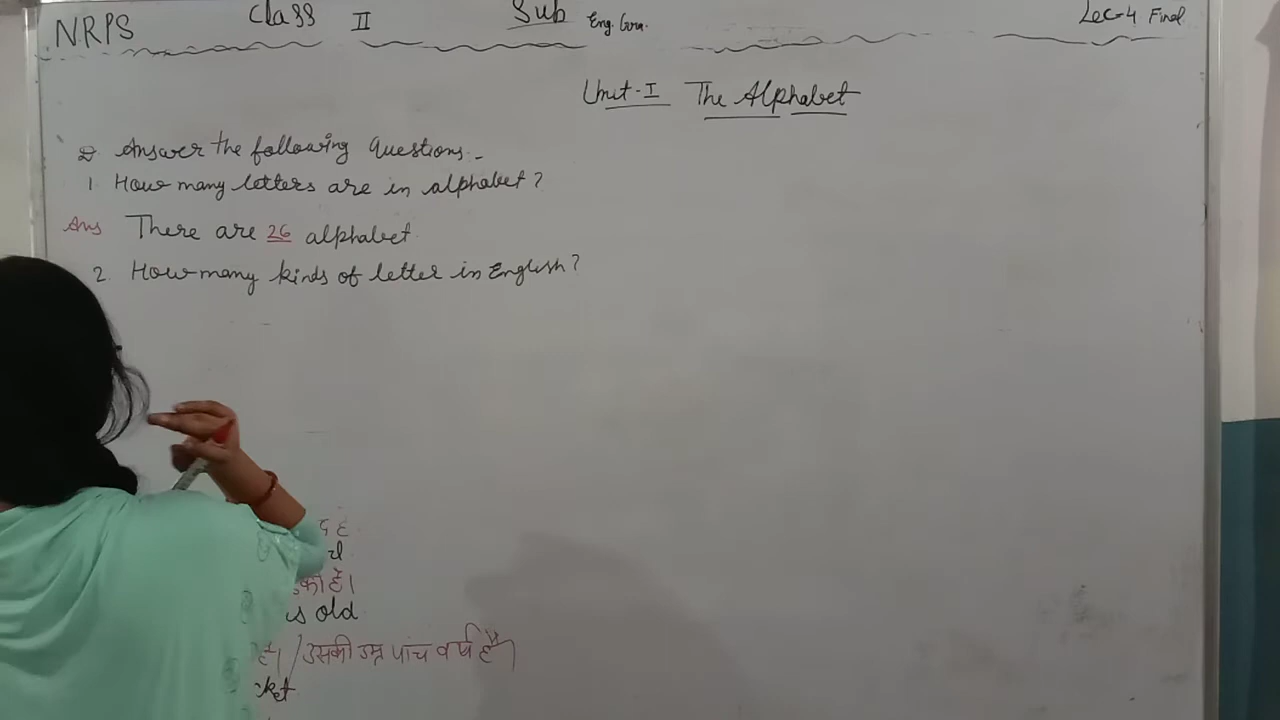 NRPS Class II Sub Eng. Gra. Lec-4 Final
Unit-I The Alphabet
Answer the following Questions.-
1 How many letters are in alphabet?
Ans There are 26 alphabet
2 How many kinds of letter in English?
है
की है।
is old
है। / उसकी उम्र पांच वर्ष है
cket